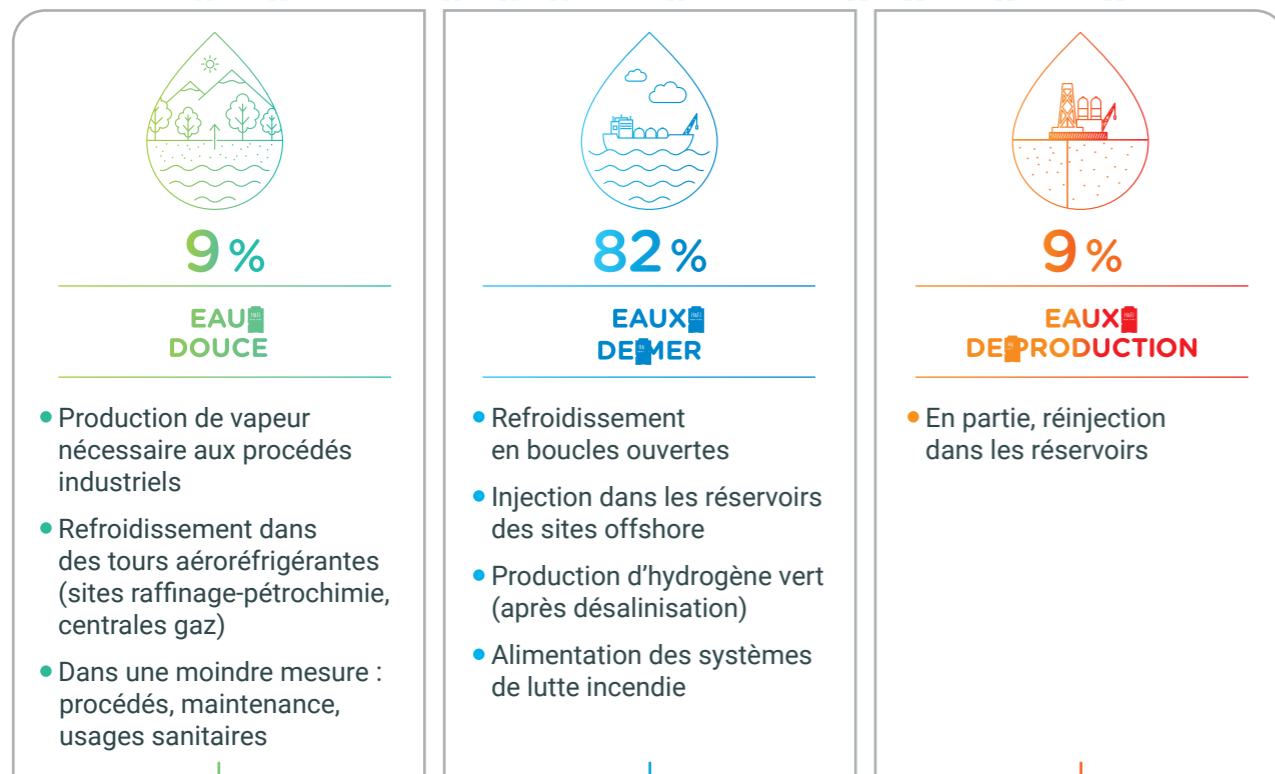 9 %
EAU
DOUCE
• Production de vapeur
nécessaire aux procédés
industriels
• Refroidissement dans
des tours aéroréfrigérantes
(sites raffinage-pétrochimie,
centrales gaz)
• Dans une moindre mesure :
procédés, maintenance,
usages sanitaires
82 %
EAUX
DE MER
• Refroidissement
en boucles ouvertes
• Injection dans les réservoirs
des sites offshore
• Production d’hydrogène vert
(après désalinisation)
• Alimentation des systèmes
de lutte incendie
9 %
EAUX
DE PRODUCTION
• En partie, réinjection
dans les réservoirs